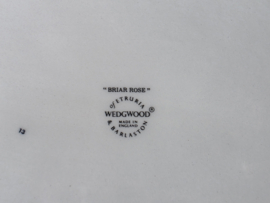 "BRIAR ROSE"
OF ETRURIA
WEDGWOOD®
MADE IN
ENGLAND
& BARLASTON
12